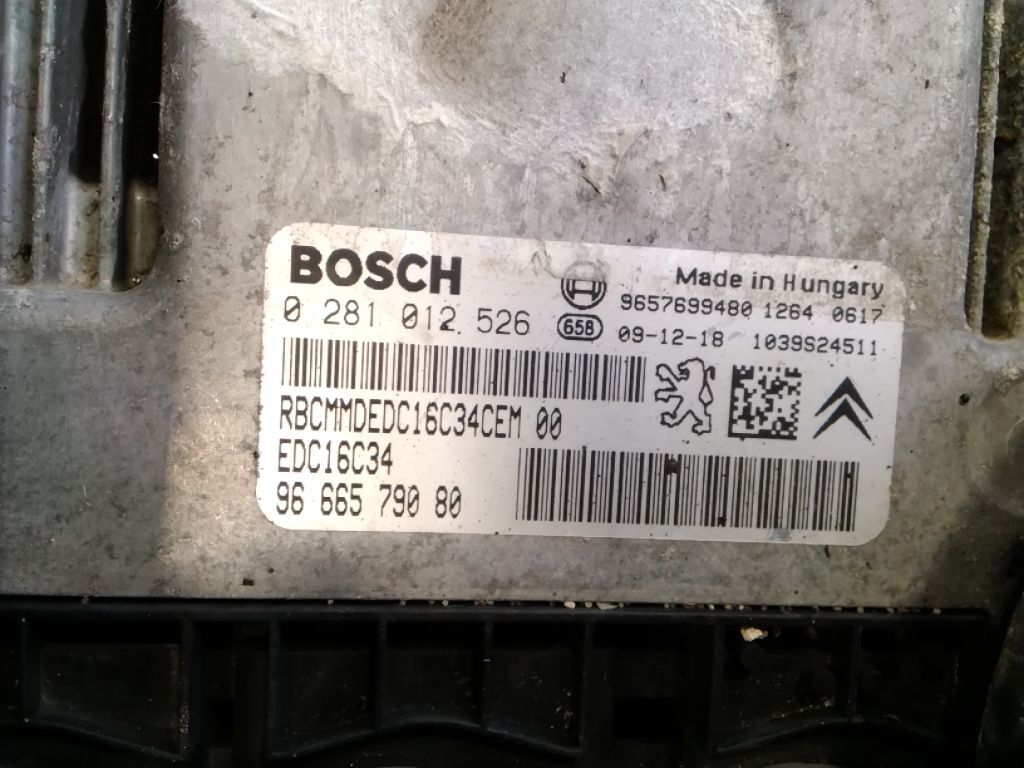 BOSCH
Made in Hungary
0 281 012 526
658
9657699480 1264 0617
09-12-18 1039S24511
RBCMMDEDC16C34CEM 00
EDC16C34
96 665 790 80